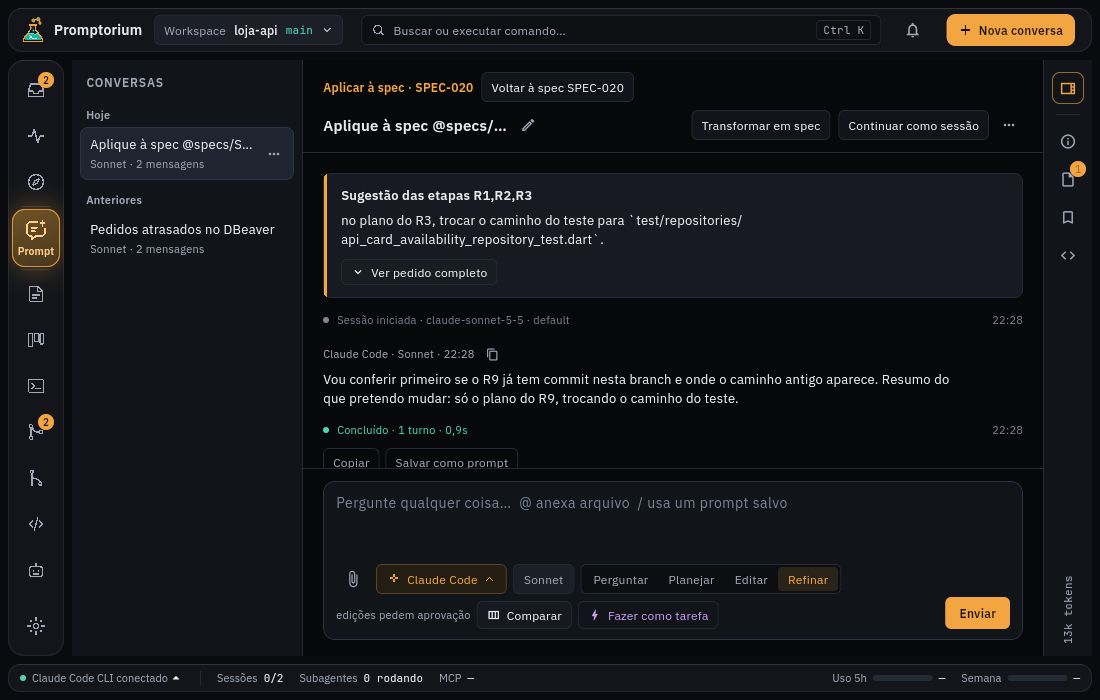 Promptorium
Workspace loja-api main
Buscar ou executar comando...
Ctrl K
+ Nova conversa
2
Prompt
2
CONVERSAS
Hoje
Aplique à spec @specs/S...
Sonnet · 2 mensagens
Anteriores
Pedidos atrasados no DBeaver
Sonnet · 2 mensagens
Aplicar à spec · SPEC-020
Voltar à spec SPEC-020
Aplique à spec @specs/...
Transformar em spec
Continuar como sessão
Sugestão das etapas R1,R2,R3
no plano do R3, trocar o caminho do teste para `test/repositories/
api_card_availability_repository_test.dart`.
Ver pedido completo
Sessão iniciada · claude-sonnet-5-5 · default
22:28
Claude Code · Sonnet · 22:28
Vou conferir primeiro se o R9 já tem commit nesta branch e onde o caminho antigo aparece. Resumo do
que pretendo mudar: só o plano do R9, trocando o caminho do teste.
Concluído · 1 turno · 0,9s
22:28
Copiar
Salvar como prompt
Pergunte qualquer coisa... @ anexa arquivo / usa um prompt salvo
Claude Code
Sonnet
Perguntar
Planejar
Editar
Refinar
edições pedem aprovação
Comparar
Fazer como tarefa
Enviar
1
13k tokens
Claude Code CLI conectado
Sessões 0/2
Subagentes 0 rodando
MCP —
Uso 5h —
Semana —